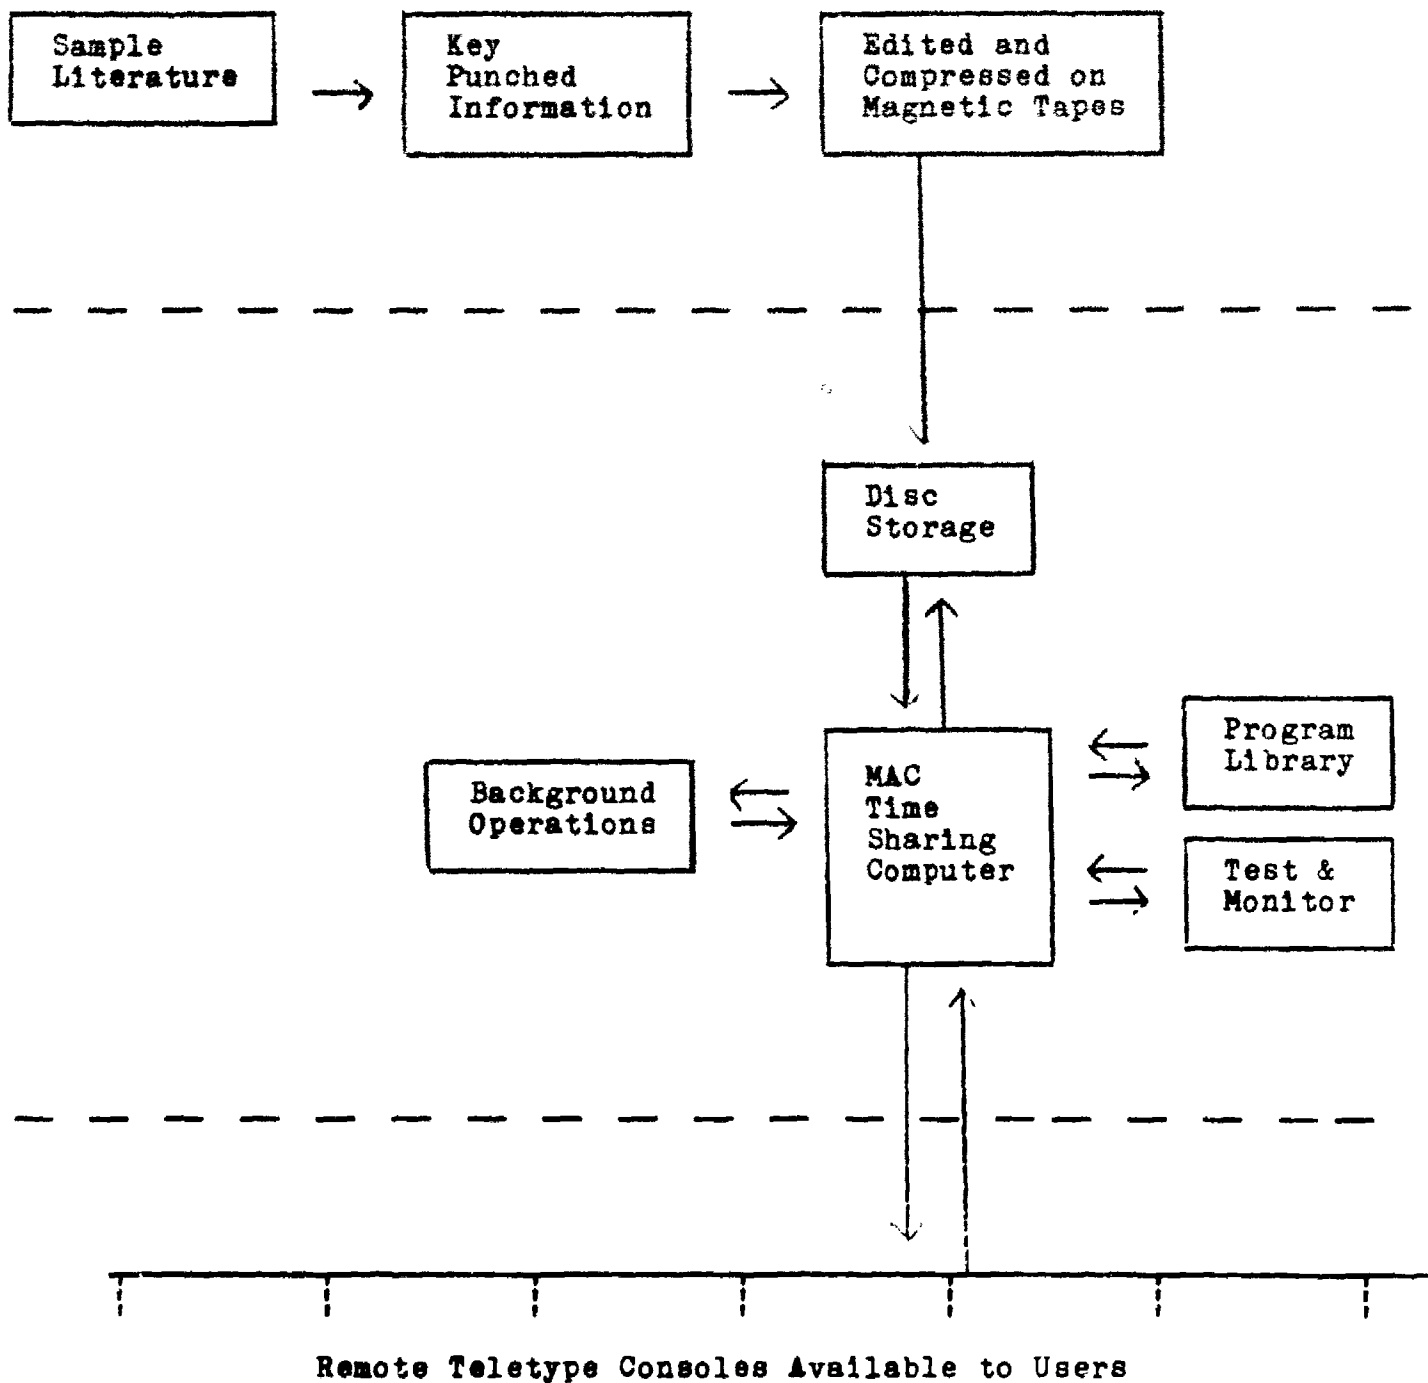 Sample
Literature
Key
Punched
Information
Edited and
Compressed on
Magnetic Tapes
Disc
Storage
Background
Operations
MAC
Time
Sharing
Computer
Program
Library
Test &
Monitor
Remote Teletype Consoles Available to Users